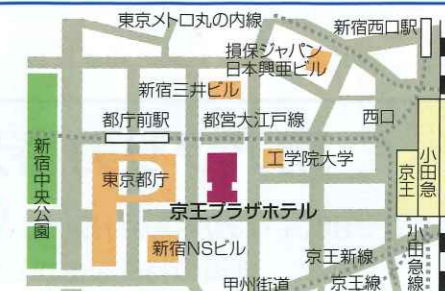 東京メトロ丸の内線
新宿西口駅
損保ジャパン
日本興亜ビル
新宿三井ビル
都庁前駅
都営大江戸線
西口
新宿中央公園
東京都庁
工学院大学
小田急
京王
京王プラザホテル
新宿NSビル
京王新線
小田急線
甲州街道
京王線